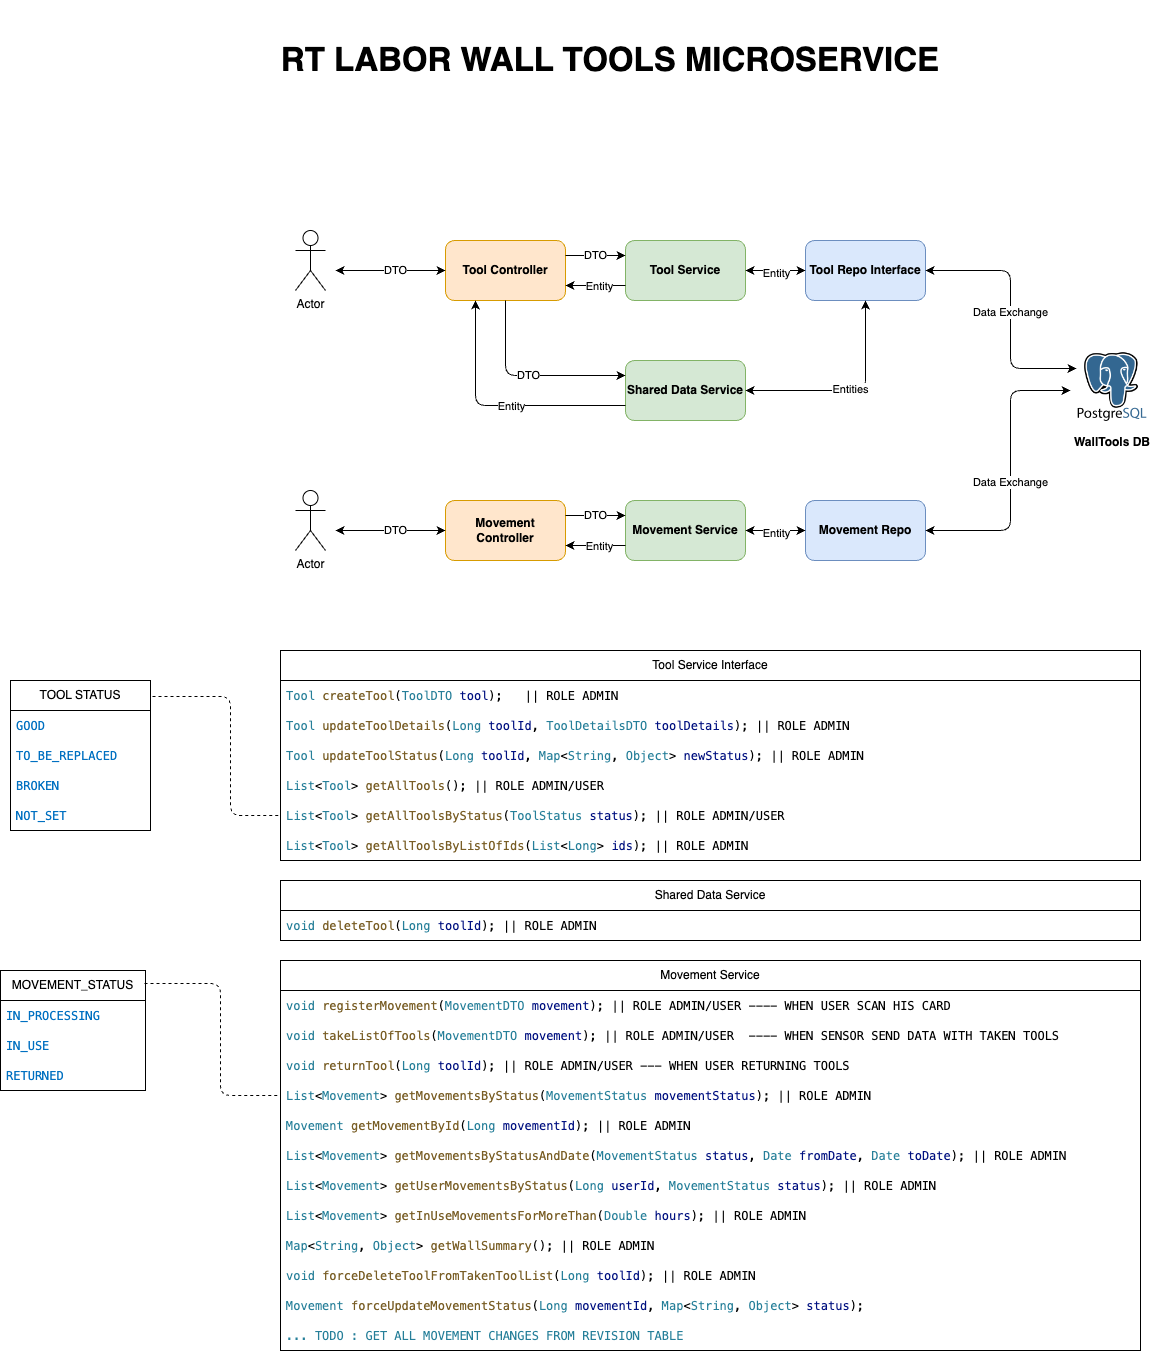 RT LABOR WALL TOOLS MICROSERVICE
Actor
DTO
Tool Controller
DTO
Entity
Tool Service
Entity
Tool Repo Interface
Data Exchange
DTO
Entity
Shared Data Service
Entities
PostgreSQL
WallTools DB
Data Exchange
Actor
DTO
Movement
Controller
DTO
Entity
Movement Service
Entity
Movement Repo
TOOL STATUS
GOOD
TO_BE_REPLACED
BROKEN
NOT_SET
Tool Service Interface
Tool createTool(ToolDTO tool);   || ROLE ADMIN
Tool updateToolDetails(Long toolId, ToolDetailsDTO toolDetails); || ROLE ADMIN
Tool updateToolStatus(Long toolId, Map<String, Object> newStatus); || ROLE ADMIN
List<Tool> getAllTools(); || ROLE ADMIN/USER
List<Tool> getAllToolsByStatus(ToolStatus status); || ROLE ADMIN/USER
List<Tool> getAllToolsByListOfIds(List<Long> ids); || ROLE ADMIN
Shared Data Service
void deleteTool(Long toolId); || ROLE ADMIN
MOVEMENT_STATUS
IN_PROCESSING
IN_USE
RETURNED
Movement Service
void registerMovement(MovementDTO movement); || ROLE ADMIN/USER ---- WHEN USER SCAN HIS CARD
void takeListOfTools(MovementDTO movement); || ROLE ADMIN/USER  ---- WHEN SENSOR SEND DATA WITH TAKEN TOOLS
void returnTool(Long toolId); || ROLE ADMIN/USER --- WHEN USER RETURNING TOOLS
List<Movement> getMovementsByStatus(MovementStatus movementStatus); || ROLE ADMIN
Movement getMovementById(Long movementId); || ROLE ADMIN
List<Movement> getMovementsByStatusAndDate(MovementStatus status, Date fromDate, Date toDate); || ROLE ADMIN
List<Movement> getUserMovementsByStatus(Long userId, MovementStatus status); || ROLE ADMIN
List<Movement> getInUseMovementsForMoreThan(Double hours); || ROLE ADMIN
Map<String, Object> getWallSummary(); || ROLE ADMIN
void forceDeleteToolFromTakenToolList(Long toolId); || ROLE ADMIN
Movement forceUpdateMovementStatus(Long movementId, Map<String, Object> status);
... TODO : GET ALL MOVEMENT CHANGES FROM REVISION TABLE